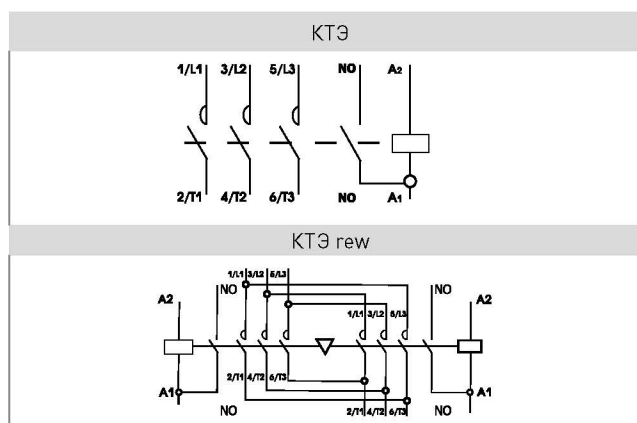 КТЭ
1/L1 3/L2 5/L3 NO A2
2/T1 4/T2 6/T3 NO A1
КТЭ rew
1/L1 3/L2 5/L3
NO NO
A2 A2
1/L1 3/L2 5/L3
2/T1 4/T2 6/T3
A1 A1
NO 2/T1 4/T2 6/T3 NO